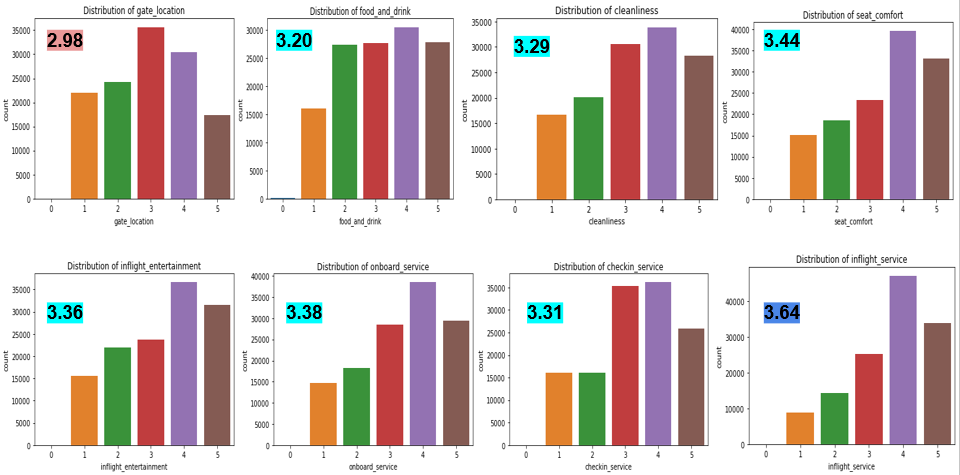 Distribution of gate_location
2.98
count
35000
30000
25000
20000
15000
10000
5000
0
0 1 2 3 4 5
gate_location
Distribution of food_and_drink
3.20
count
30000
25000
20000
15000
10000
5000
0
0 1 2 3 4 5
food_and_drink
Distribution of cleanliness
3.29
count
35000
30000
25000
20000
15000
10000
5000
0
0 1 2 3 4 5
cleanliness
Distribution of seat_comfort
3.44
count
40000
35000
30000
25000
20000
15000
10000
5000
0
0 1 2 3 4 5
seat_comfort
Distribution of inflight_entertainment
3.36
count
35000
30000
25000
20000
15000
10000
5000
0
0 1 2 3 4 5
inflight_entertainment
Distribution of onboard_service
3.38
count
40000
35000
30000
25000
20000
15000
10000
5000
0
0 1 2 3 4 5
onboard_service
Distribution of checkin_service
3.31
count
35000
30000
25000
20000
15000
10000
5000
0
0 1 2 3 4 5
checkin_service
Distribution of inflight_service
3.64
count
40000
30000
20000
10000
0
0 1 2 3 4 5
inflight_service